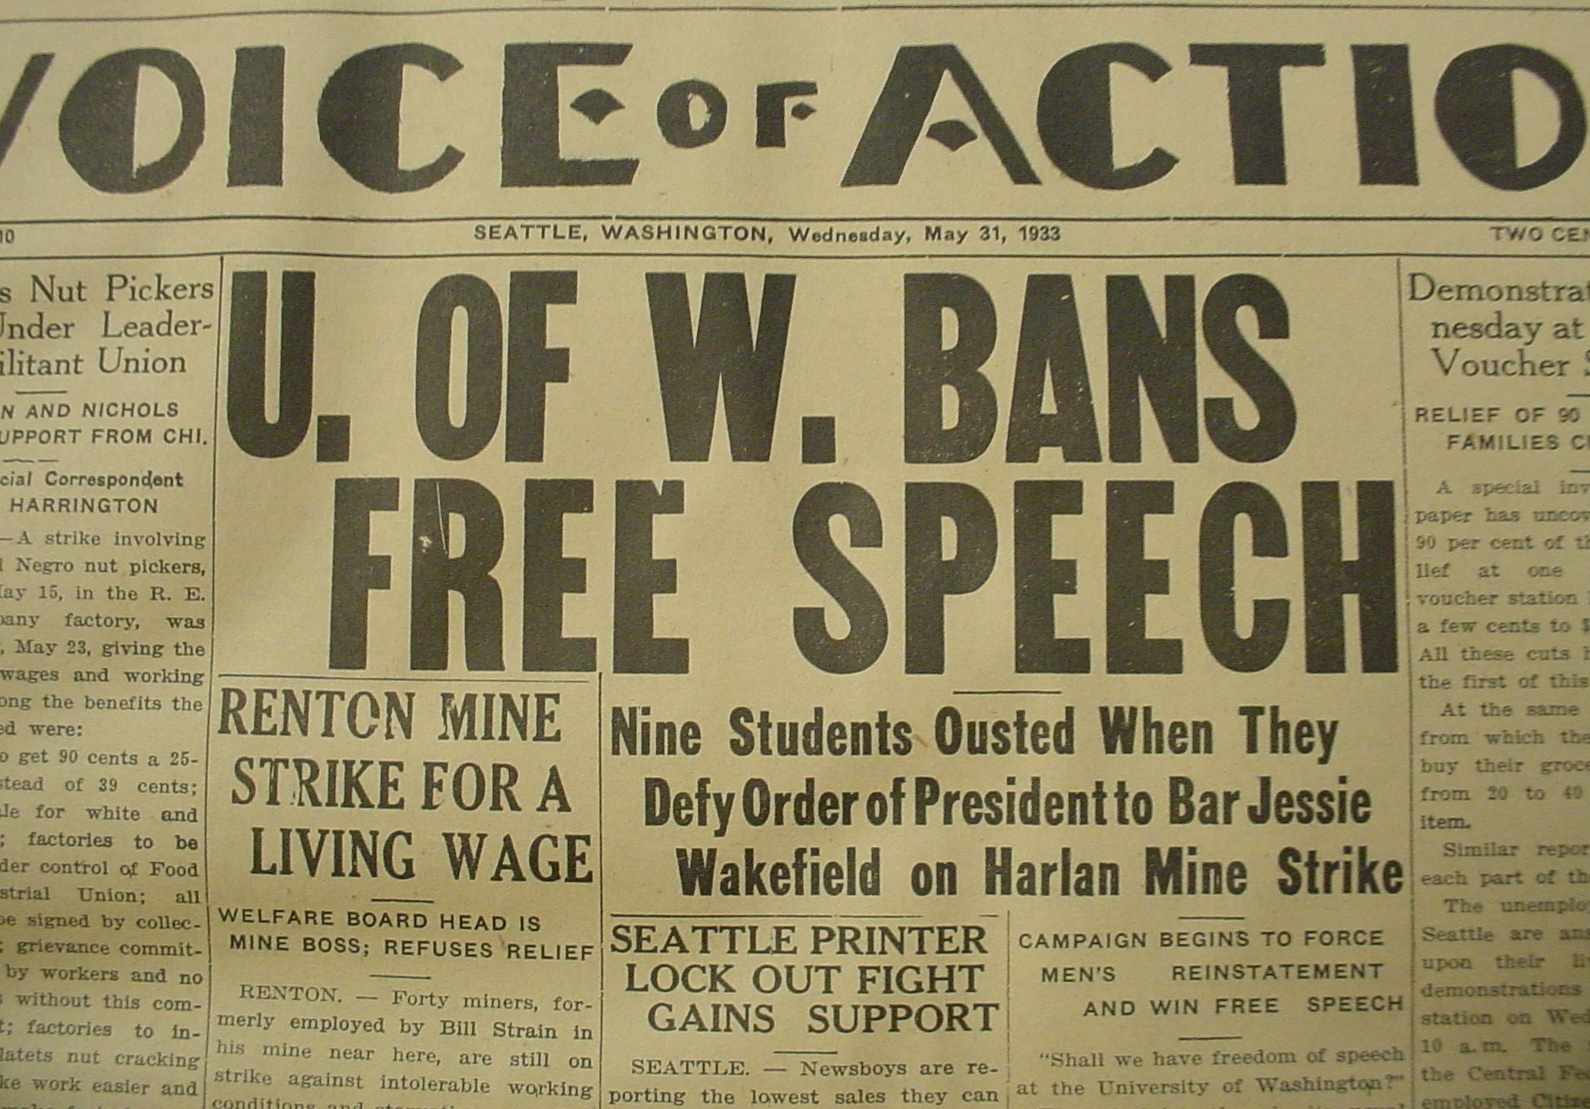 VOICE OF ACTIO
10
SEATTLE, WASHINGTON, Wednesday, May 31, 1933
TWO CEN
s Nut Pickers
Under Leader-
ilitant Union
N AND NICHOLS
UPPORT FROM CHI.
cial Correspondent
HARRINGTON
—A strike involving
d Negro nut pickers,
May 15, in the R. E.
pany factory, was
, May 23, giving the
wages and working
ong the benefits the
ed were:
o get 90 cents a 25-
stead of 39 cents;
le for white and
; factories to be
der control of Food
strial Union; all
be signed by collec-
; grievance commit-
by workers and no
s without this com-
t; factories to in-
latets nut cracking
ke work easier and
U. OF W. BANS
FREE SPEECH
RENTON MINE
STRIKE FOR A
LIVING WAGE
WELFARE BOARD HEAD IS
MINE BOSS; REFUSES RELIEF
RENTON. — Forty miners, for-
merly employed by Bill Strain in
his mine near here, are still on
strike against intolerable working
conditions and
Nine Students Ousted When They
Defy Order of President to Bar Jessie
Wakefield on Harlan Mine Strike
SEATTLE PRINTER
LOCK OUT FIGHT
GAINS SUPPORT
SEATTLE. — Newsboys are re-
porting the lowest sales they can
CAMPAIGN BEGINS TO FORCE
MEN'S REINSTATEMENT
AND WIN FREE SPEECH
"Shall we have freedom of speech
at the University of Washington?"
Demonstrat
nesday at
Voucher S
RELIEF OF 90
FAMILIES C
A special inv
paper has uncov
90 per cent of th
lief at one
voucher station
a few cents to $
All these cuts h
the first of this
At the same
from which the
buy their groce
from 20 to 40
item.
Similar repor
each part of th
The unemplo
Seattle are ans
upon their li
demonstrations
station on Wed
10 a.m. The
the Central Fe
employed Citize